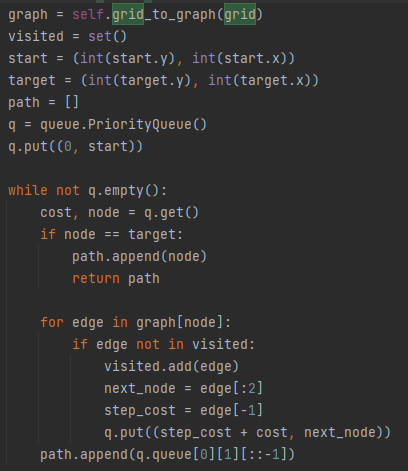 graph = self.grid_to_graph(grid)
visited = set()
start = (int(start.y), int(start.x))
target = (int(target.y), int(target.x))
path = []
q = queue.PriorityQueue()
q.put((0, start))

while not q.empty():
    cost, node = q.get()
    if node == target:
        path.append(node)
        return path

    for edge in graph[node]:
        if edge not in visited:
            visited.add(edge)
            next_node = edge[:2]
            step_cost = edge[-1]
            q.put((step_cost + cost, next_node))
    path.append(q.queue[0][1][::-1])